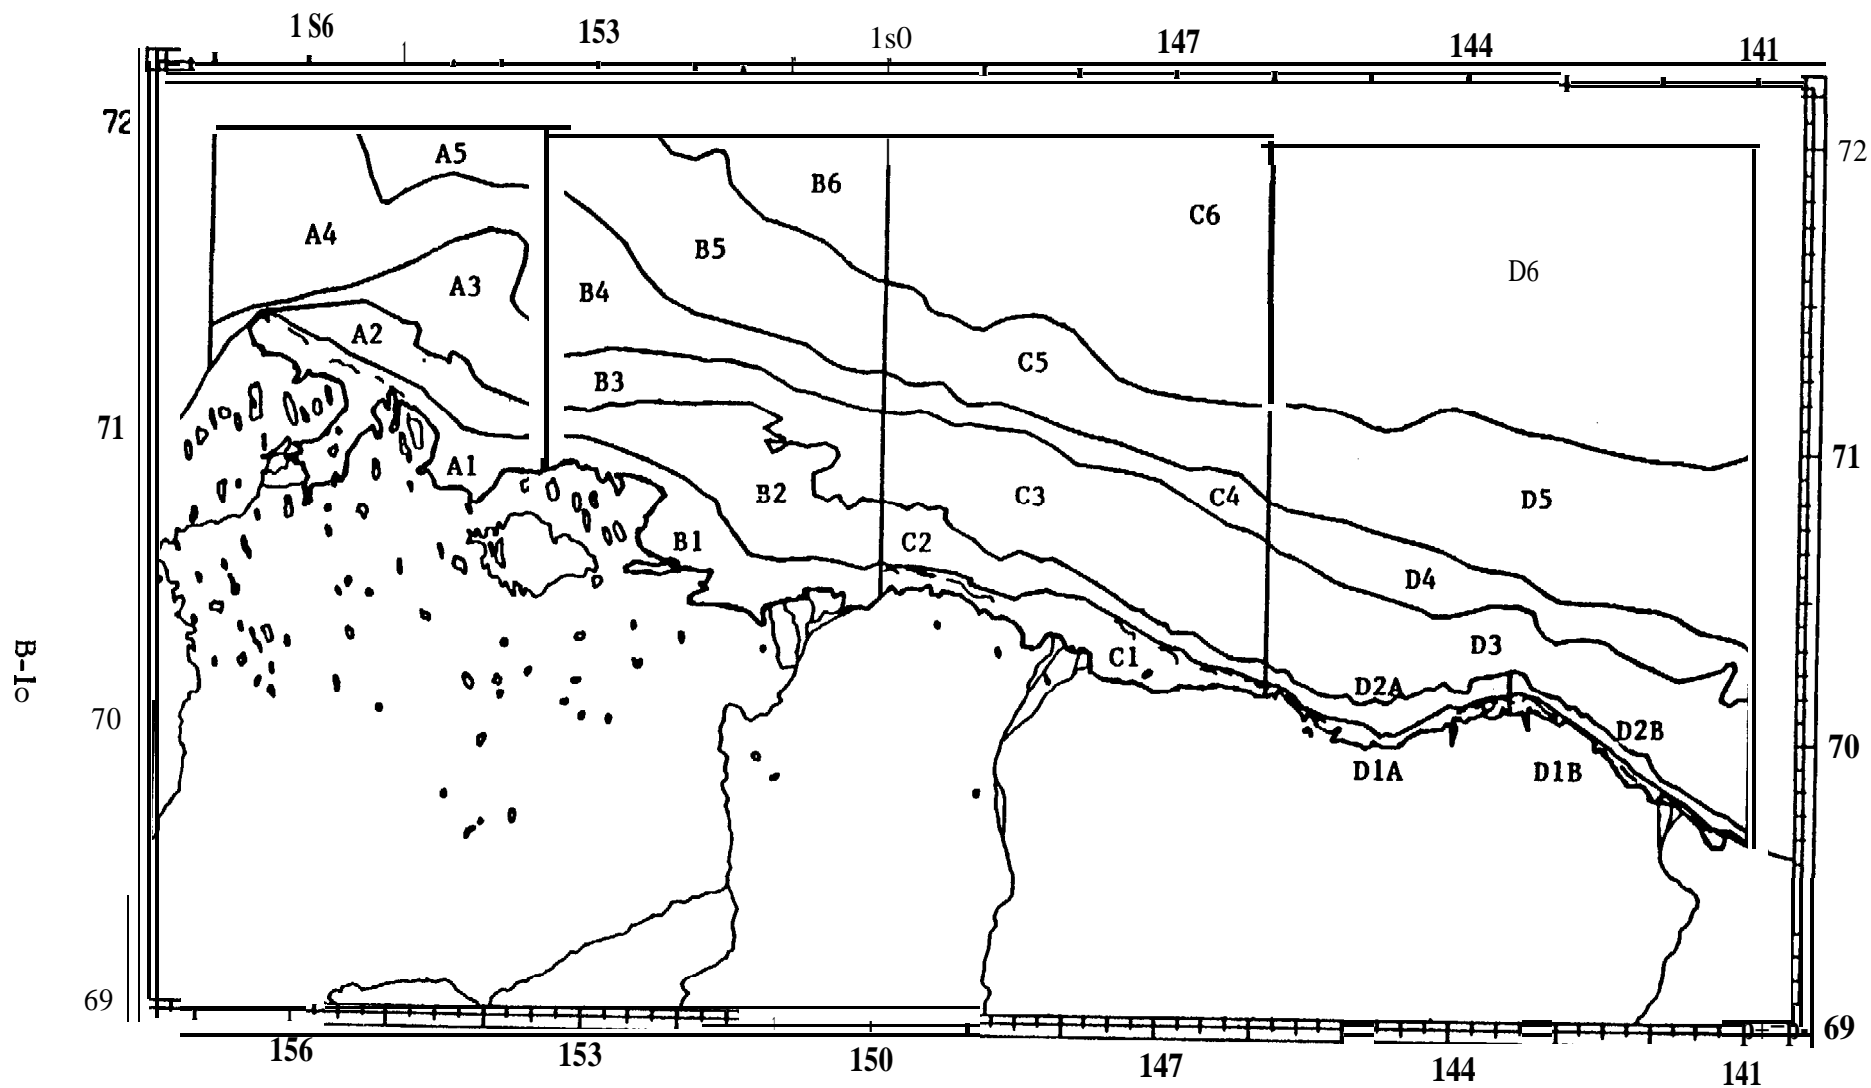 1S6 153 1s0 147 144 141
72 72
A5
B6
C6
A4
B5
D6
A3
B4
A2
C5
B3
71 71
A1
B2 C3 C4 D5
B1 C2
D4
D3
C1
D2A
B-1o
70 D2B 70
D1A D1B
69 69
156 153 150 147 144 141